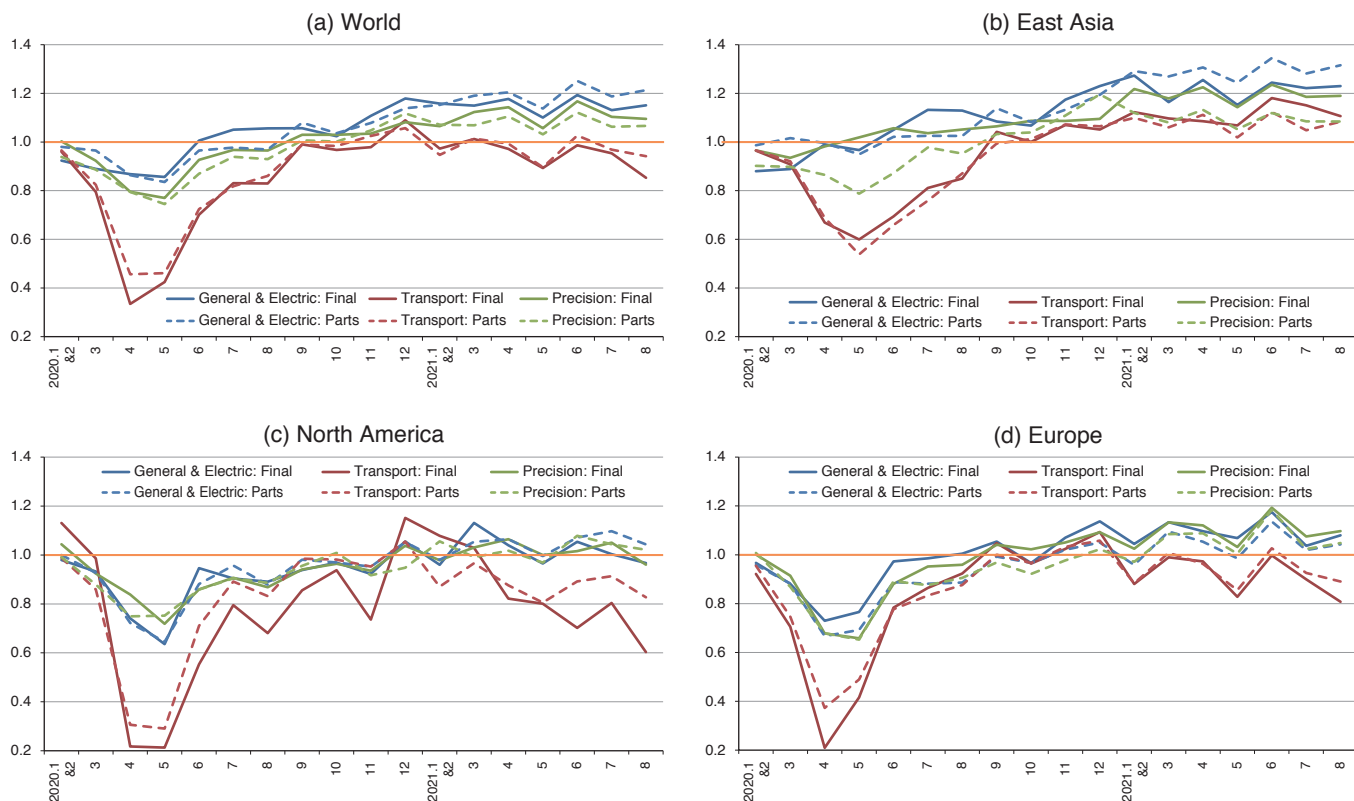 (a) World
1.4
1.2
1.0
0.8
0.6
0.4
0.2
General & Electric: Final Transport: Final Precision: Final
General & Electric: Parts Transport: Parts Precision: Parts
2020.1 &2 3 4 5 6 7 8 9 10 11 12 2021.1 &2 3 4 5 6 7 8
(b) East Asia
1.4
1.2
1.0
0.8
0.6
0.4
0.2
General & Electric: Final Transport: Final Precision: Final
General & Electric: Parts Transport: Parts Precision: Parts
2020.1 &2 3 4 5 6 7 8 9 10 11 12 2021.1 &2 3 4 5 6 7 8
(c) North America
1.4
General & Electric: Final Transport: Final Precision: Final
General & Electric: Parts Transport: Parts Precision: Parts
1.2
1.0
0.8
0.6
0.4
0.2
2020.1 &2 3 4 5 6 7 8 9 10 11 12 2021.1 &2 3 4 5 6 7 8
(d) Europe
1.4
General & Electric: Final Transport: Final Precision: Final
General & Electric: Parts Transport: Parts Precision: Parts
1.2
1.0
0.8
0.6
0.4
0.2
2020.1 &2 3 4 5 6 7 8 9 10 11 12 2021.1 &2 3 4 5 6 7 8